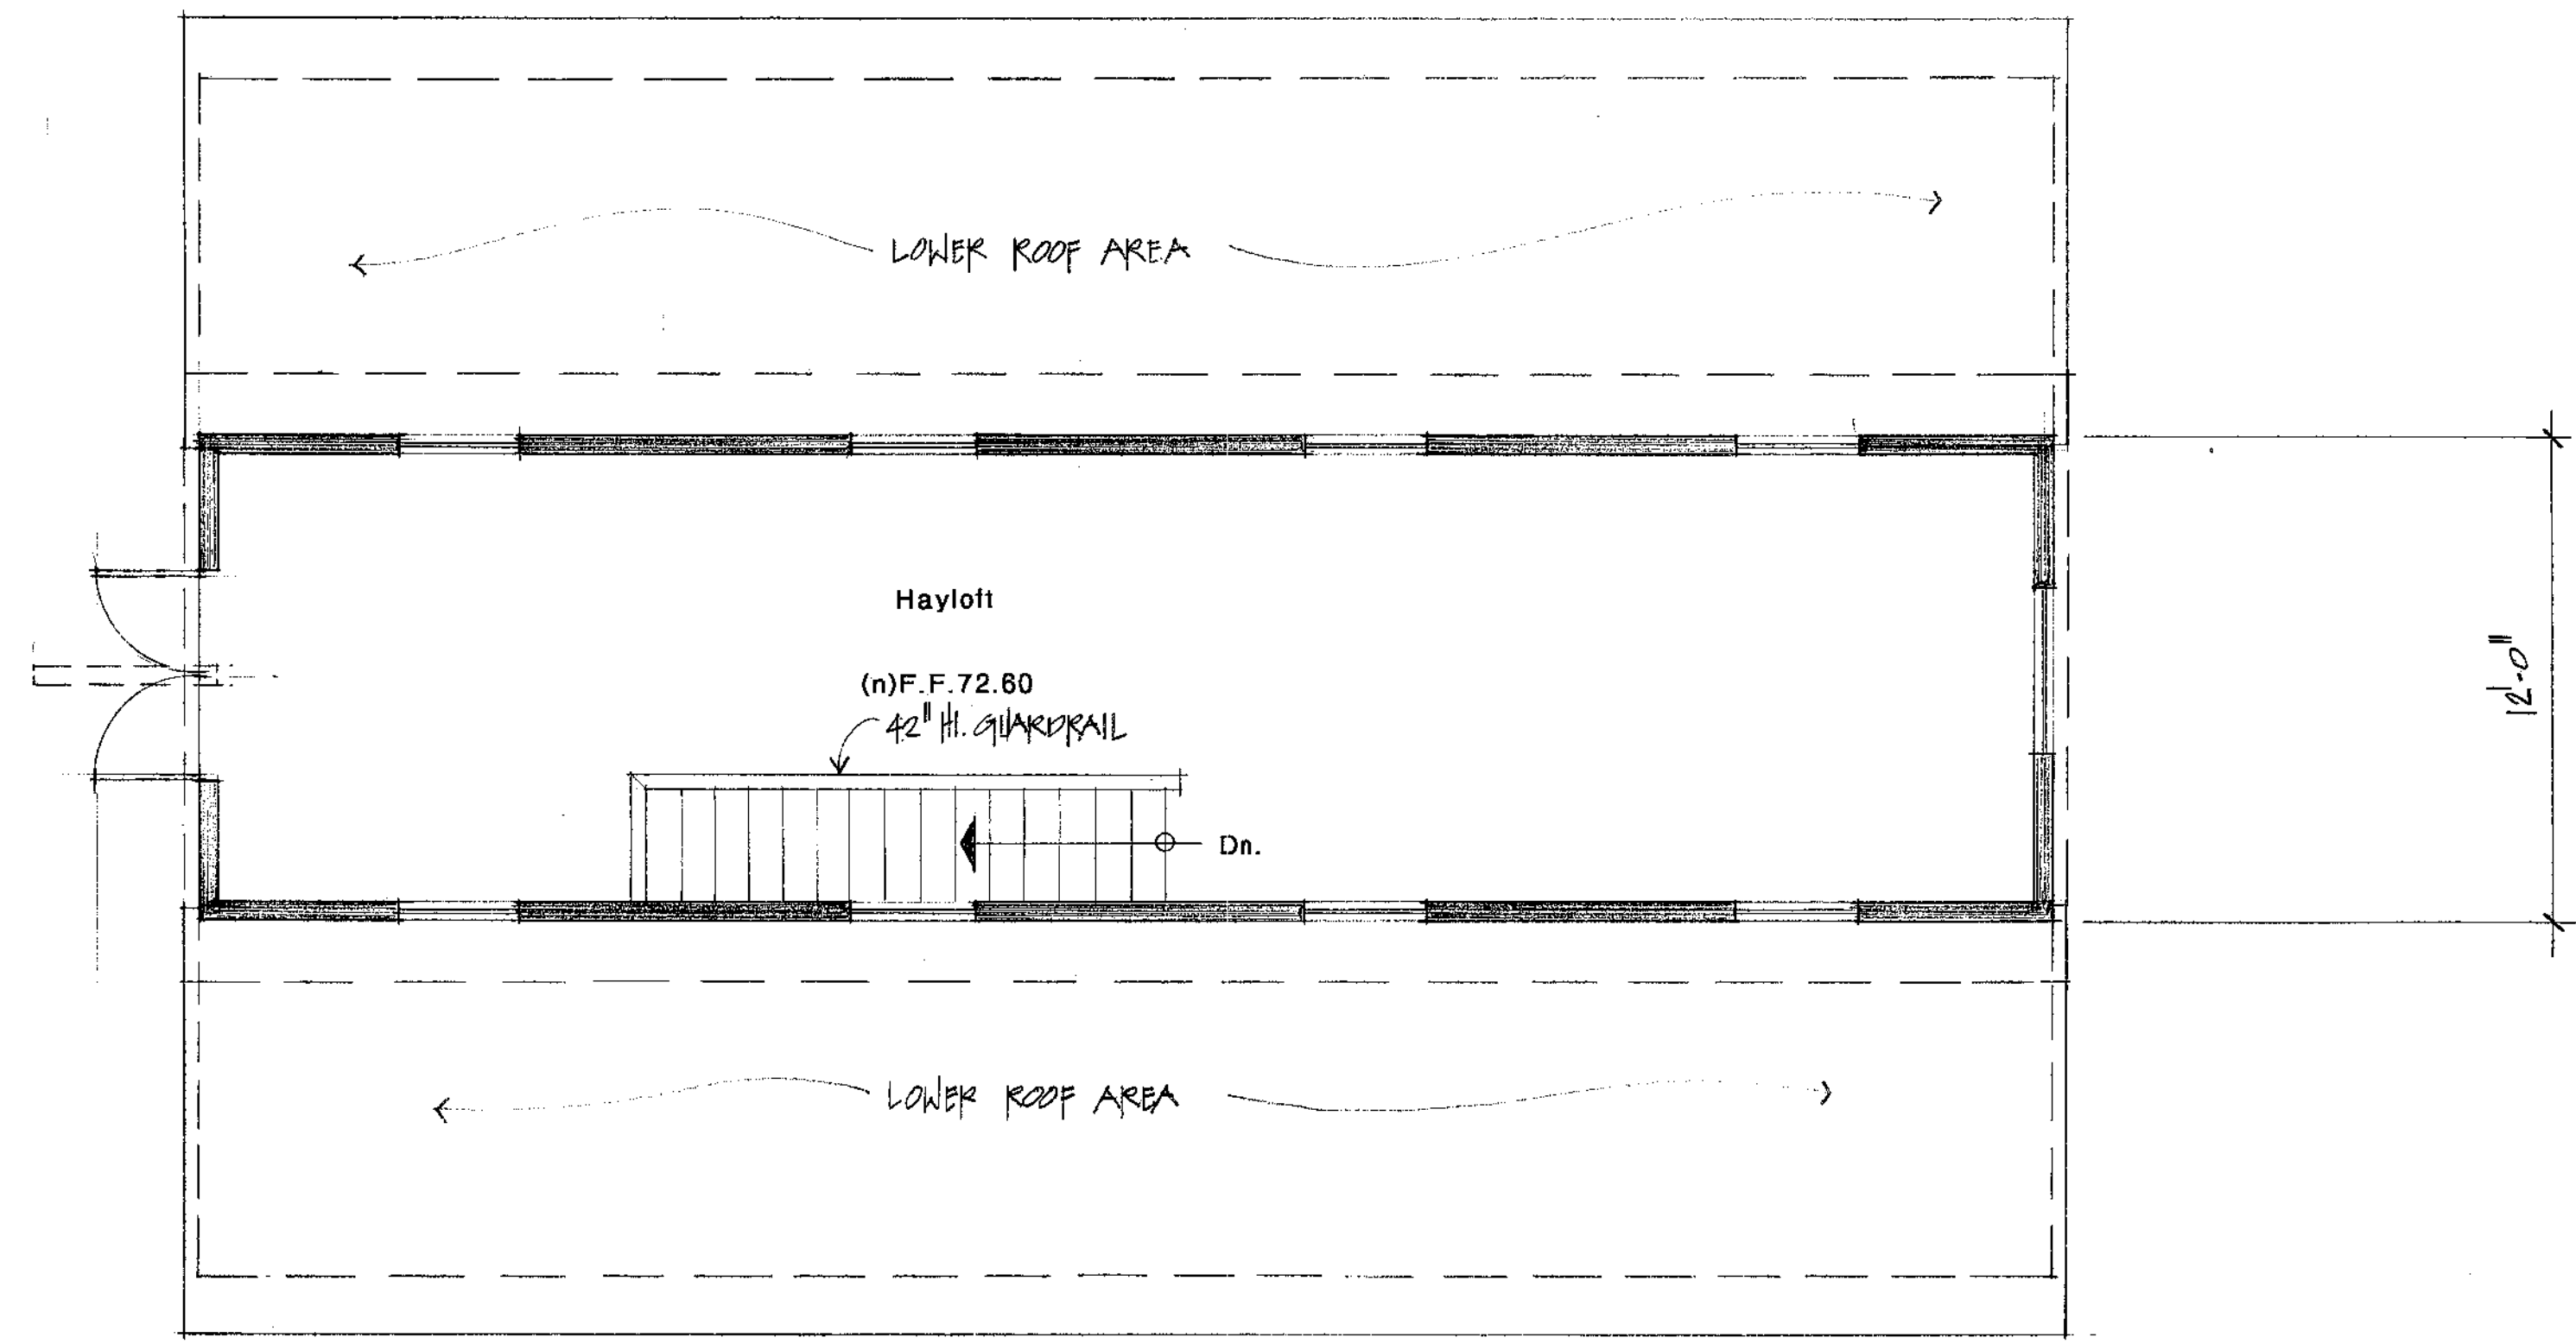 LOWER ROOF AREA
Hayloft
(n)F.F.72.60
42" HI. GUARDRAIL
Dn.
12'-0"
LOWER ROOF AREA